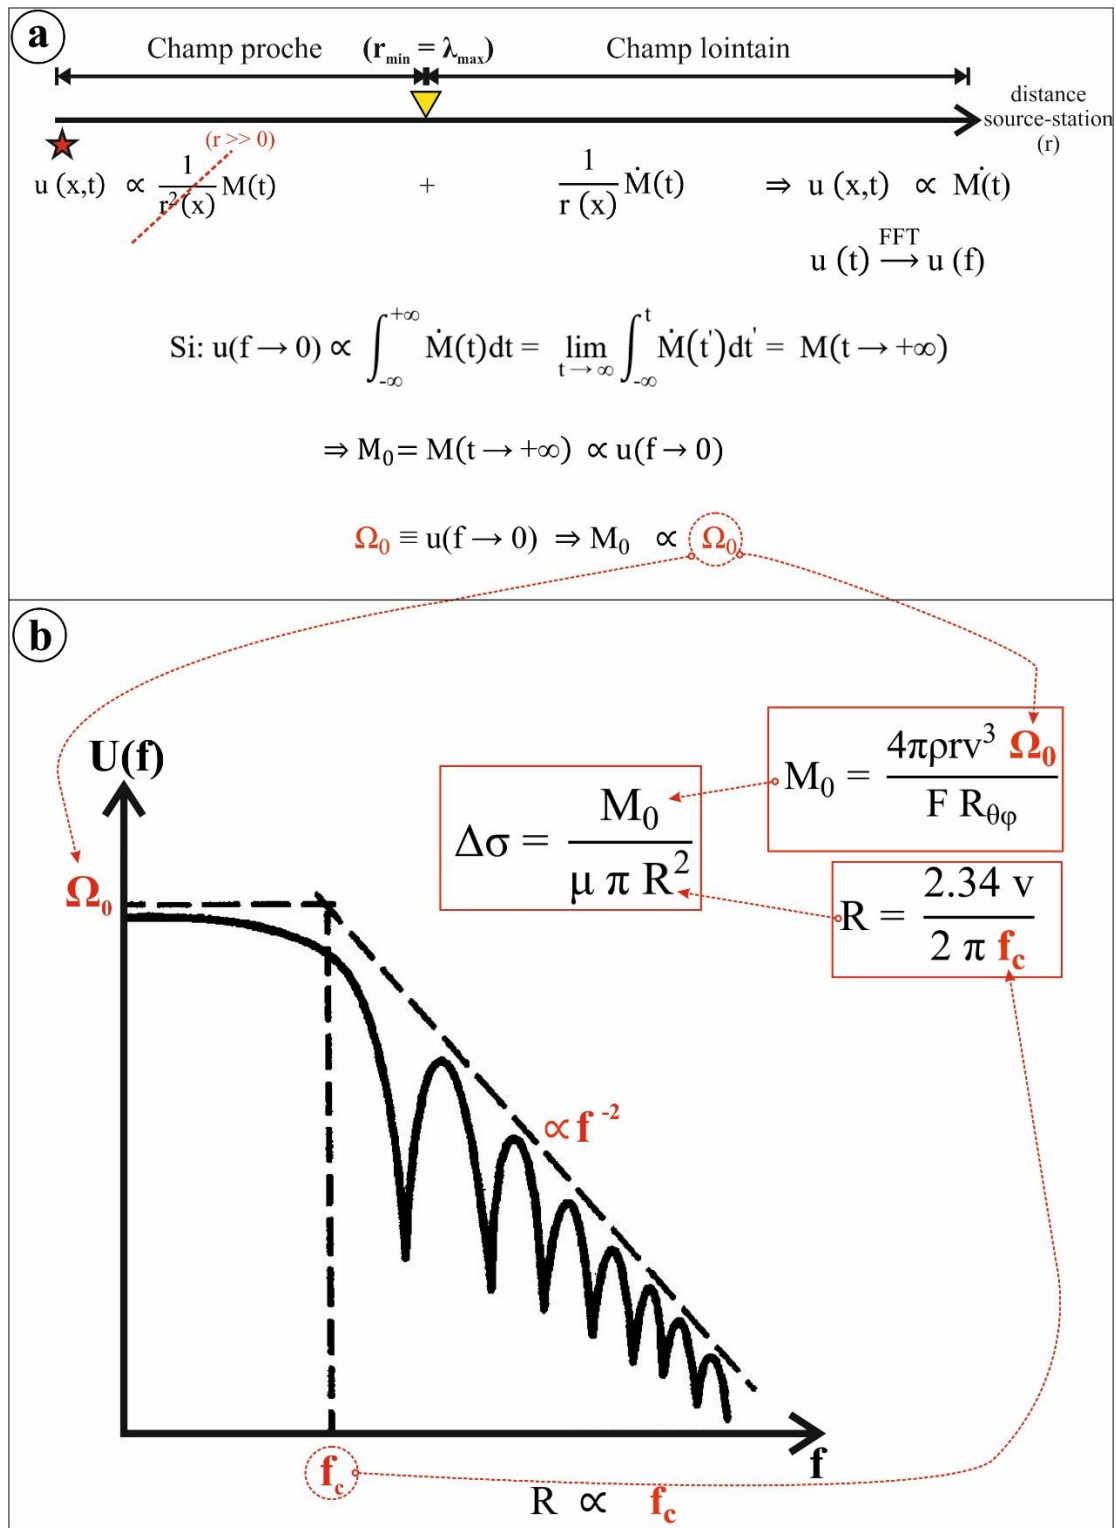 a
Champ proche (r_min = λ_max) Champ lointain
distance
source-station
(r)
(r >> 0)
u (x,t) ∝ 1/r²(x) M(t) + 1/r (x) Ṁ(t) ⇒ u (x,t) ∝ Ṁ(t)
u (t) FFT⟶ u (f)
Si: u(f → 0) ∝ ∫_{-∞}^{+∞} Ṁ(t)dt = lim_{t → ∞} ∫_{-∞}^{t} Ṁ(t')dt' = M(t → +∞)
⇒ M₀ = M(t → +∞) ∝ u(f → 0)
Ω₀ ≡ u(f → 0) ⇒ M₀ ∝ Ω₀
b
U(f)
M₀ = 4πρrv³ Ω₀ / F R_θφ
Δσ = M₀ / μ π R²
R = 2.34 v / 2 π f_c
Ω₀
∝ f⁻²
f
f_c
R ∝ f_c